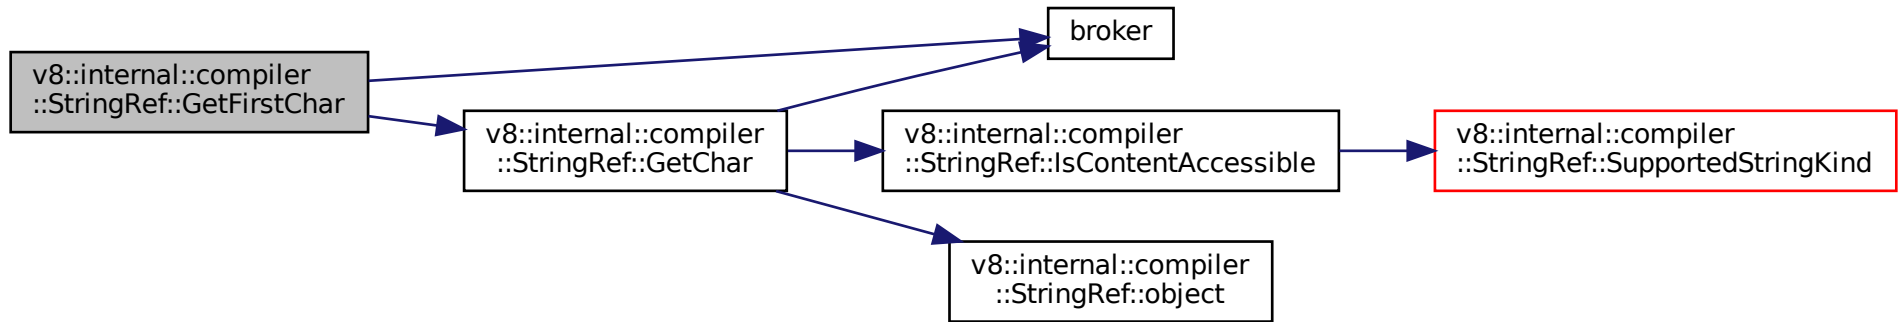 broker
v8::internal::compiler
::StringRef::GetFirstChar
v8::internal::compiler
::StringRef::GetChar
v8::internal::compiler
::StringRef::IsContentAccessible
v8::internal::compiler
::StringRef::SupportedStringKind
v8::internal::compiler
::StringRef::object